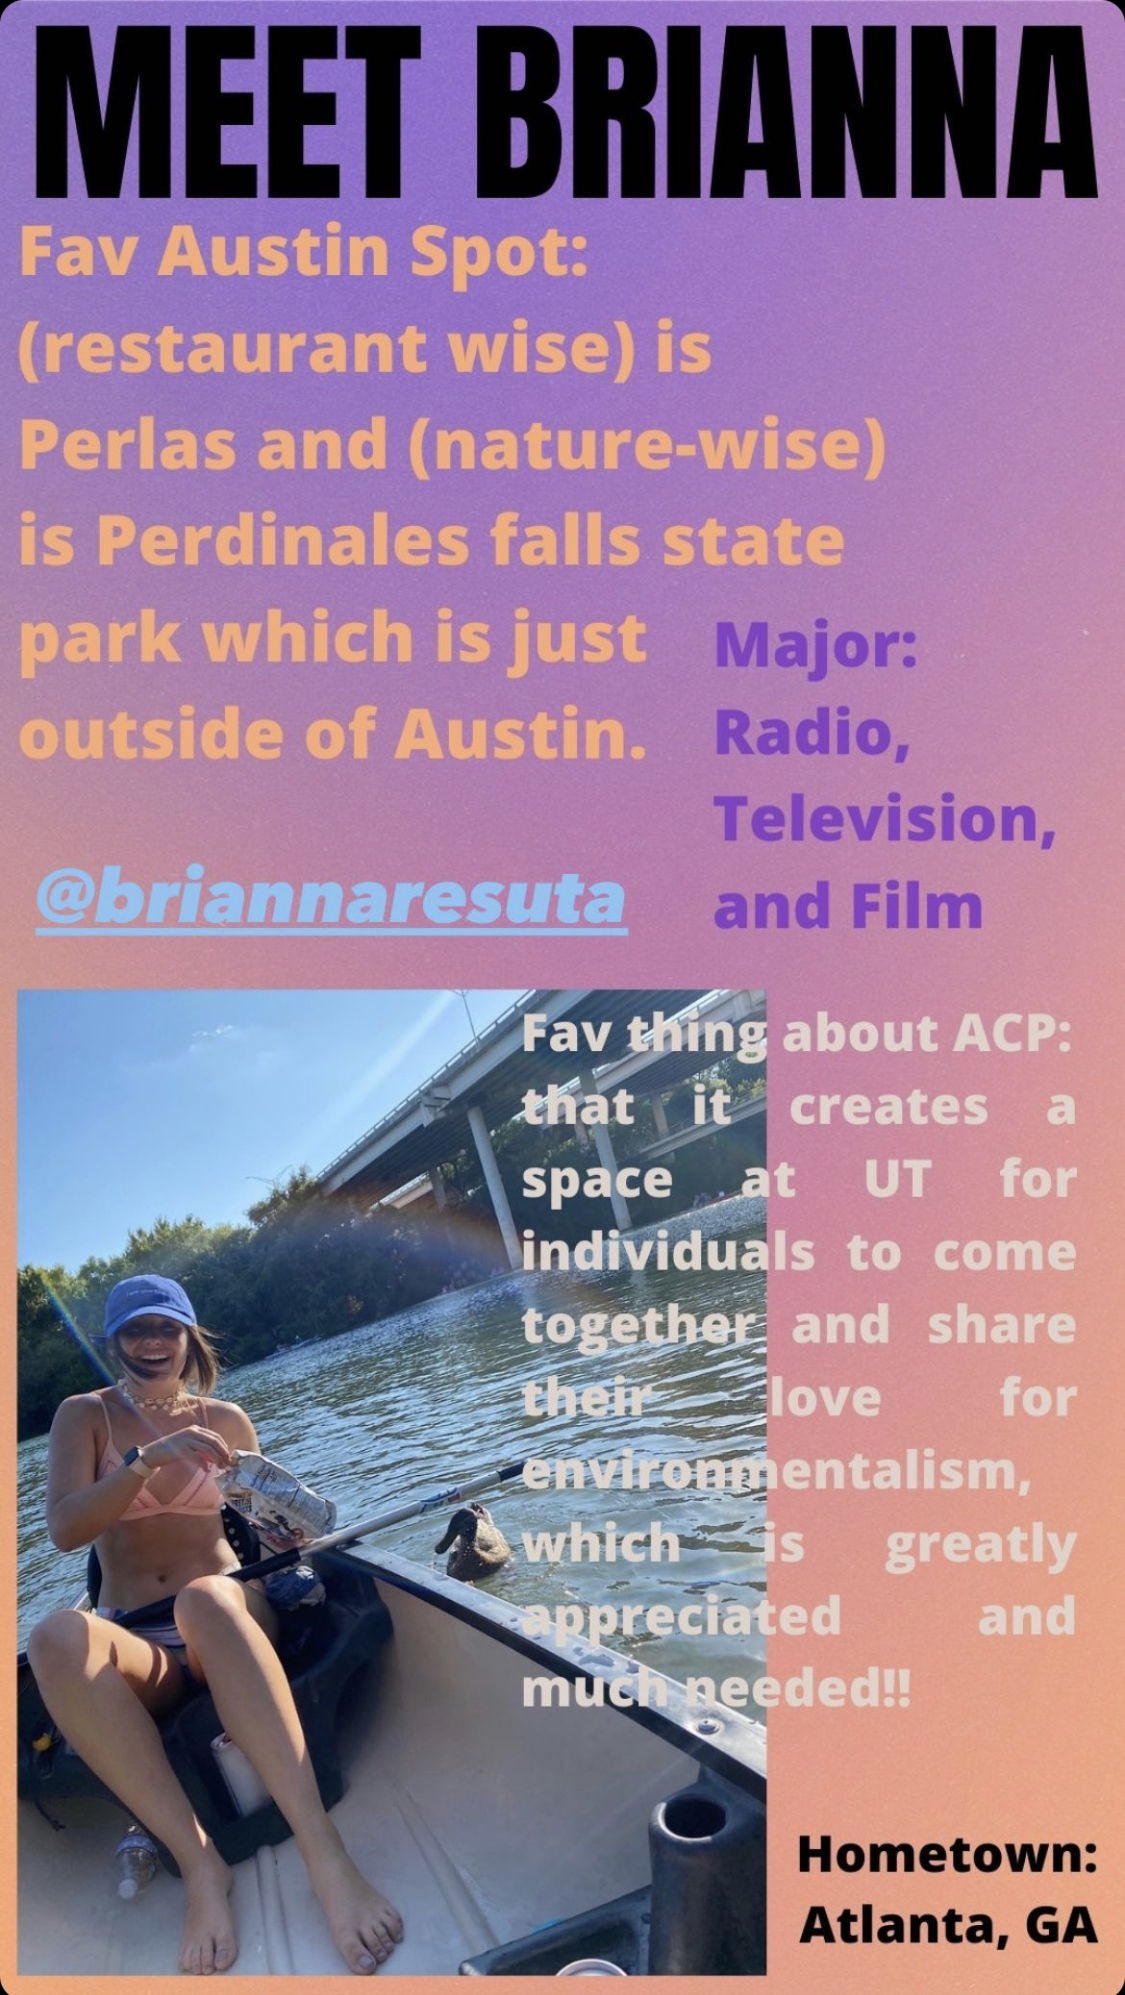 MEET BRIANNA
Fav Austin Spot:
(restaurant wise) is
Perlas and (nature-wise)
is Perdinales falls state
park which is just
outside of Austin.
Major:
Radio,
Television,
and Film
@briannaresuta
Fav thing about ACP:
that it creates a
space at UT for
individuals to come
together and share
their love for
environmentalism,
which is greatly
appreciated and
much needed!!
Hometown:
Atlanta, GA